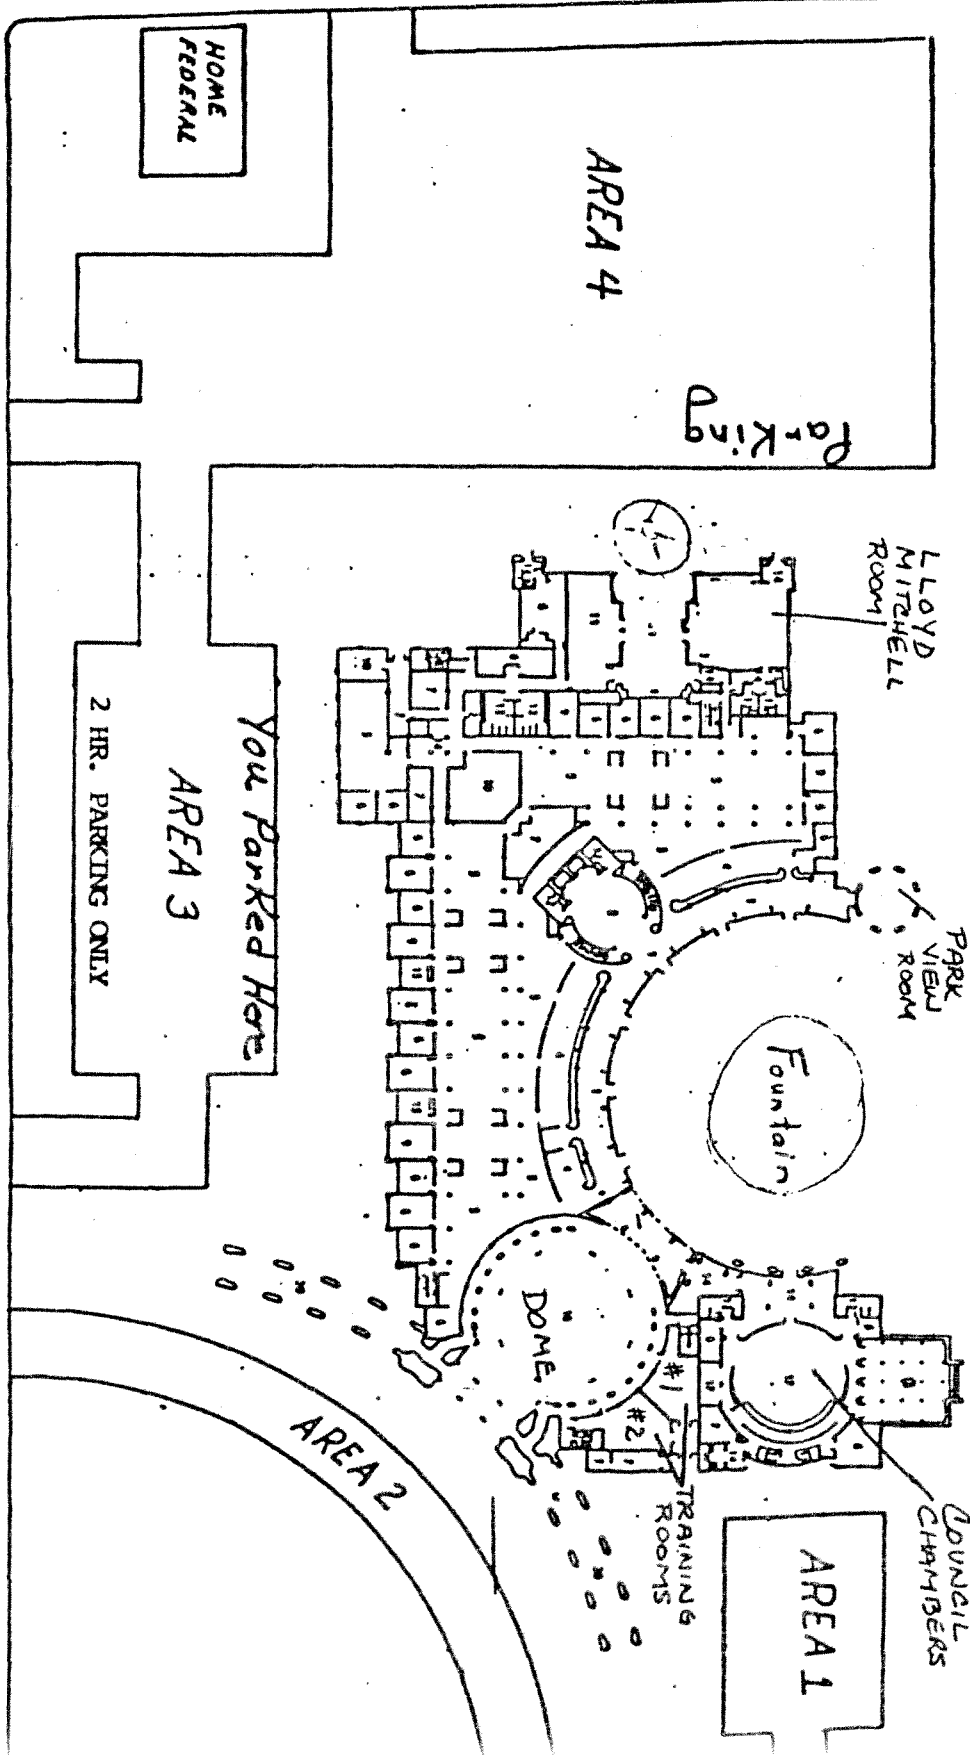 HOME
FEDERAL
AREA 4
Parking
LLOYD
MITCHELL
ROOM
PARK
VIEW
ROOM
You Parked Here
AREA 3
2 HR. PARKING ONLY
Fountain
DOME
#1
#2
TRAINING
ROOMS
COUNCIL
CHAMBERS
AREA 2
AREA 1